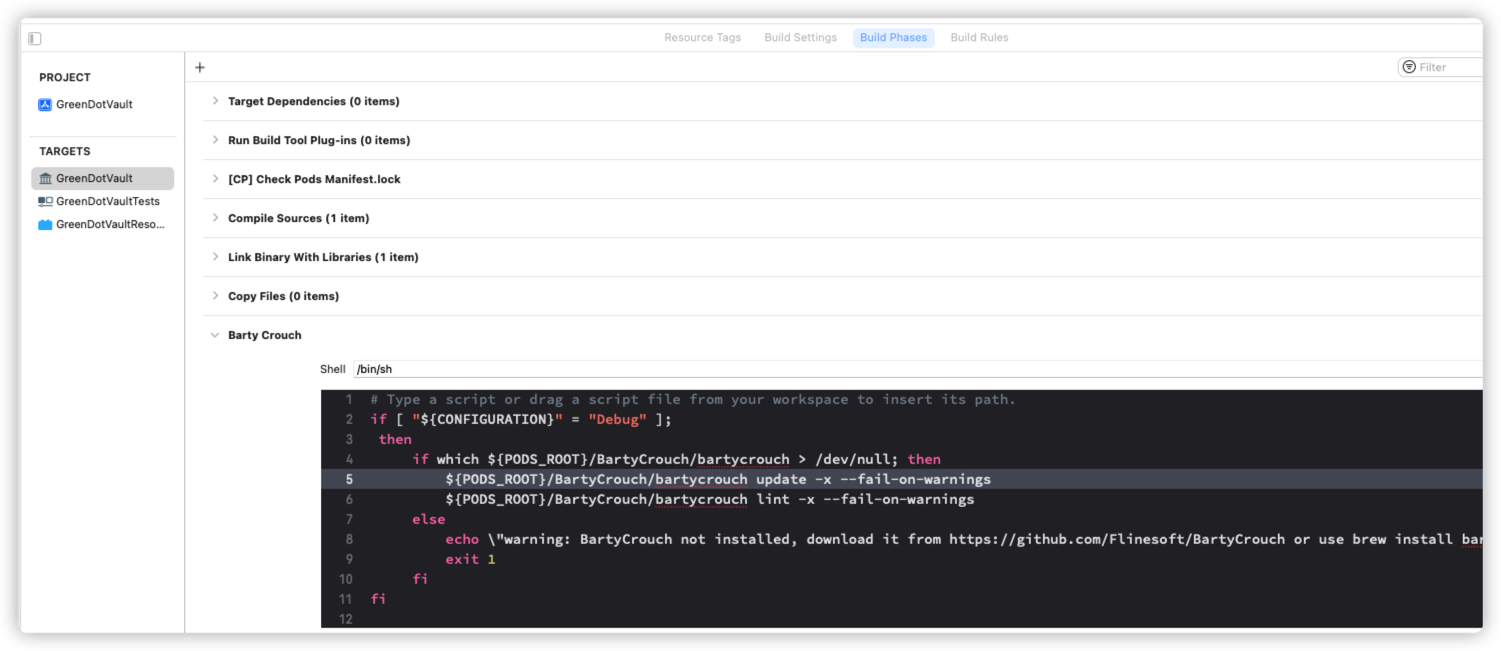 Resource Tags Build Settings Build Phases Build Rules
PROJECT
GreenDotVault
TARGETS
GreenDotVault
GreenDotVaultTests
GreenDotVaultReso...
+
Filter
Target Dependencies (0 items)
Run Build Tool Plug-ins (0 items)
[CP] Check Pods Manifest.lock
Compile Sources (1 item)
Link Binary With Libraries (1 item)
Copy Files (0 items)
Barty Crouch
Shell /bin/sh
1 # Type a script or drag a script file from your workspace to insert its path.
2 if [ "${CONFIGURATION}" = "Debug" ];
3 then
4 if which ${PODS_ROOT}/BartyCrouch/bartycrouch > /dev/null; then
5 ${PODS_ROOT}/BartyCrouch/bartycrouch update -x --fail-on-warnings
6 ${PODS_ROOT}/BartyCrouch/bartycrouch lint -x --fail-on-warnings
7 else
8 echo \"warning: BartyCrouch not installed, download it from https://github.com/Flinesoft/BartyCrouch or use brew install bar
9 exit 1
10 fi
11 fi
12